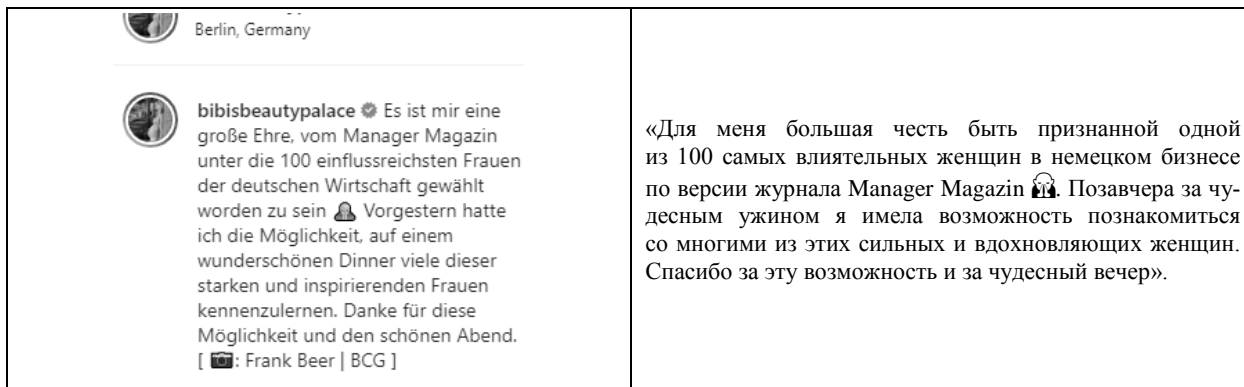 Berlin, Germany
bibisbeautypalace Es ist mir eine
große Ehre, vom Manager Magazin
unter die 100 einflussreichsten Frauen
der deutschen Wirtschaft gewählt
worden zu sein 🙈 Vorgestern hatte
ich die Möglichkeit, auf einem
wunderschönen Dinner viele dieser
starken und inspirierenden Frauen
kennenzulernen. Danke für diese
Möglichkeit und den schönen Abend.
[ 📷: Frank Beer | BCG ]
«Для меня большая честь быть признанной одной
из 100 самых влиятельных женщин в немецком бизнесе
по версии журнала Manager Magazin 🙈. Позавчера за чу-
десным ужином я имела возможность познакомиться
со многими из этих сильных и вдохновляющих женщин.
Спасибо за эту возможность и за чудесный вечер».